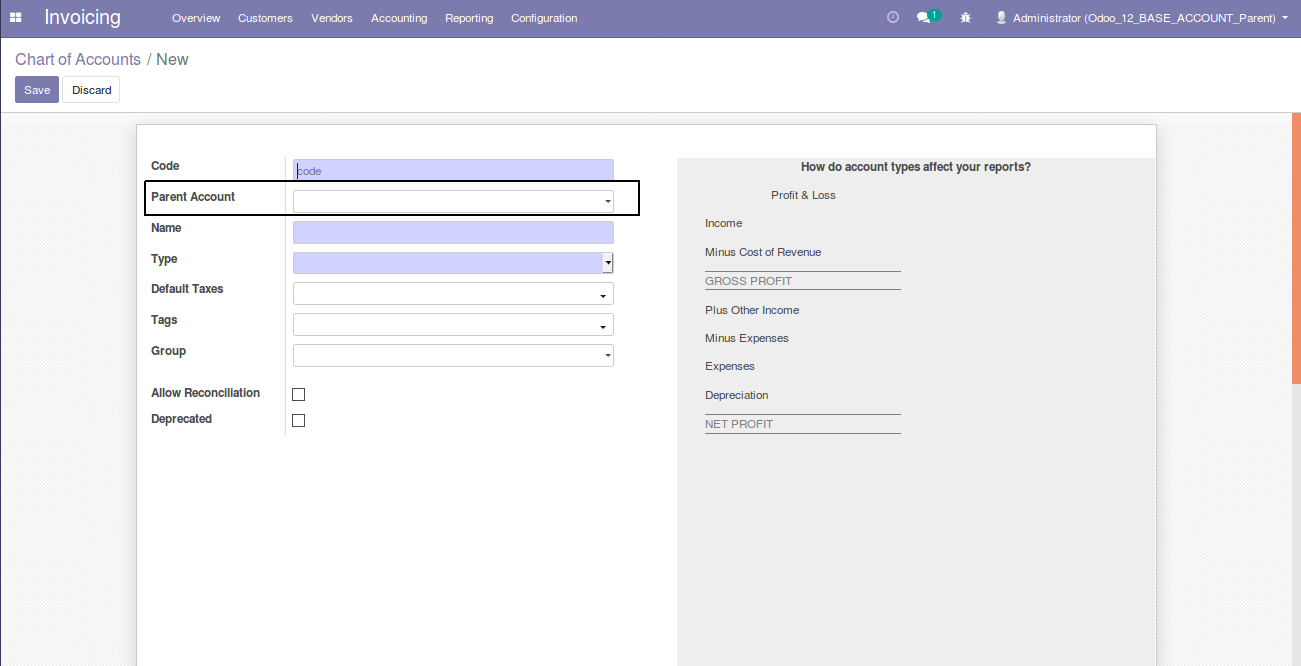 Invoicing Overview Customers Vendors Accounting Reporting Configuration 1 Administrator (Odoo_12_BASE_ACCOUNT_Parent)
Chart of Accounts / New
Save Discard
Code code
Parent Account
Name
Type
Default Taxes
Tags
Group
Allow Reconciliation
Deprecated
How do account types affect your reports?
Profit & Loss
Income
Minus Cost of Revenue
GROSS PROFIT
Plus Other Income
Minus Expenses
Expenses
Depreciation
NET PROFIT